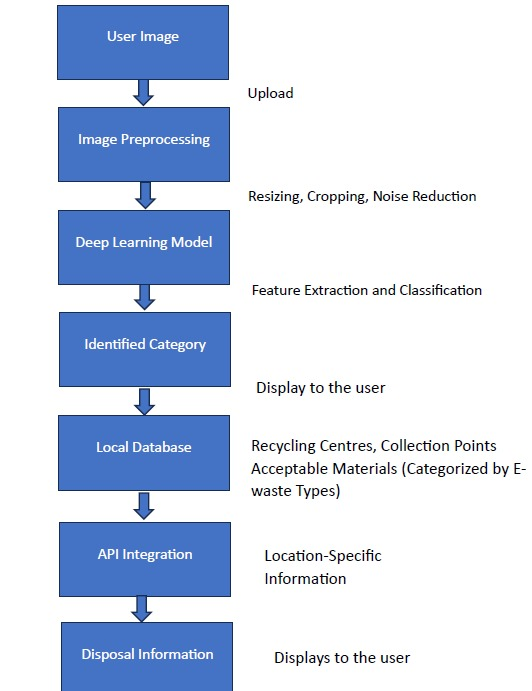 User Image
Upload
Image Preprocessing
Resizing, Cropping, Noise Reduction
Deep Learning Model
Feature Extraction and Classification
Identified Category
Display to the user
Local Database
Recycling Centres, Collection Points
Acceptable Materials (Categorized by E-
waste Types)
API Integration
Location-Specific
Information
Disposal Information
Displays to the user